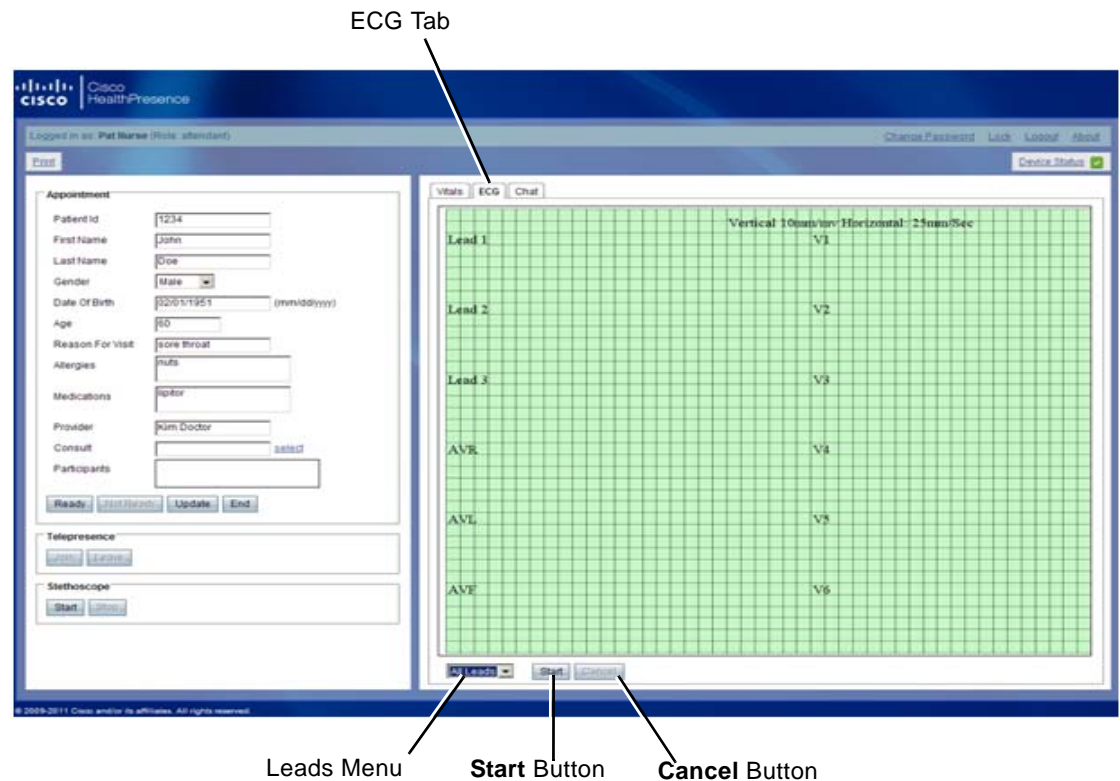 ECG Tab
CISCO
Cisco
HealthPresence
Logged in as: Pat Nurse (Role: attendant)
Change Password Lock Logout About
Print
Device Status
Appointment
Patient Id 1234
First Name John
Last Name Doe
Gender Male
Date Of Birth 02/01/1951 (mm/dd/yyyy)
Age 60
Reason For Visit sore throat
Allergies nuts
Medications lipitor
Provider Kim Doctor
Consult select
Participants
Ready Not Ready Update End
Telepresence
Join Leave
Stethoscope
Start Stop
Vitals ECG Chat
Vertical 10mm/mv Horizontal: 25mm/Sec
Lead 1 V1
Lead 2 V2
Lead 3 V3
AVR V4
AVL V5
AVF V6
All Leads Start Cancel
© 2009-2011 Cisco and/or its affiliates. All rights reserved.
Leads Menu Start Button Cancel Button